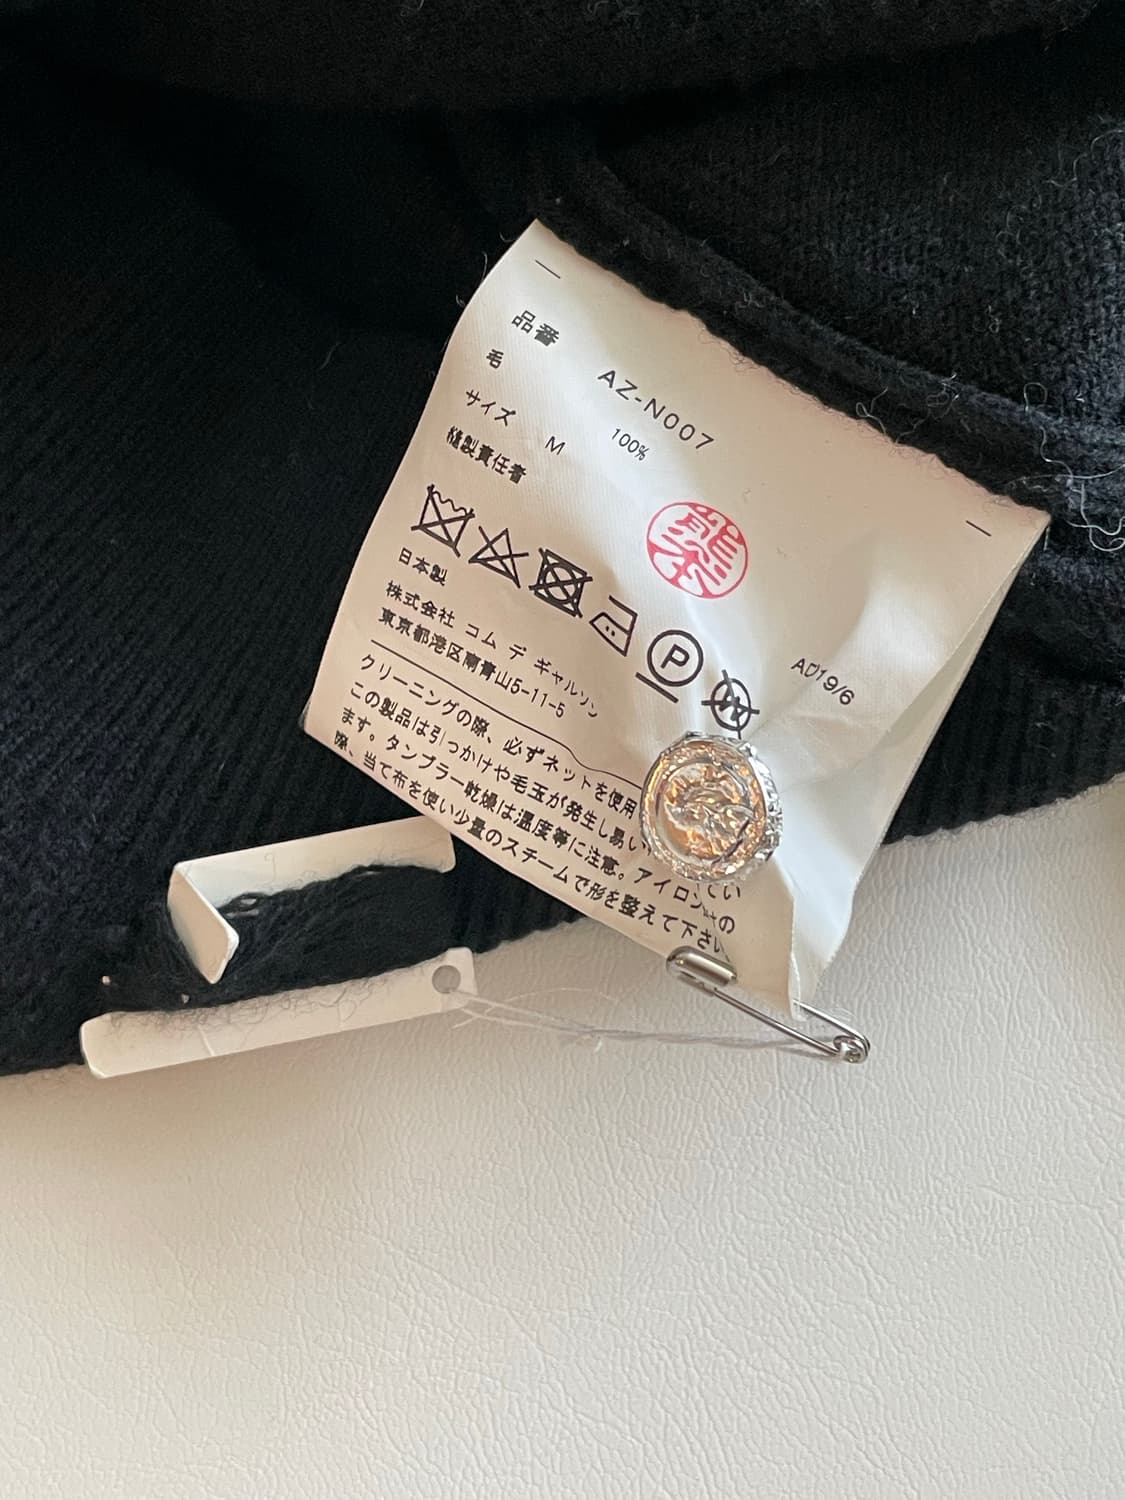 品番 AZ-N007
毛 100%
サイズ M
縫製責任者
日本製
P
W
AD19/6
株式会社 コム デ ギャルソン
東京都港区南青山5-11-5
クリーニングの際、必ずネットを使用
この製品は引っかけや毛玉が発生し易い
ます。タンブラー乾燥は温度等に注意。アイロン
際、当て布を使い少量のスチームで形を整えて下さい